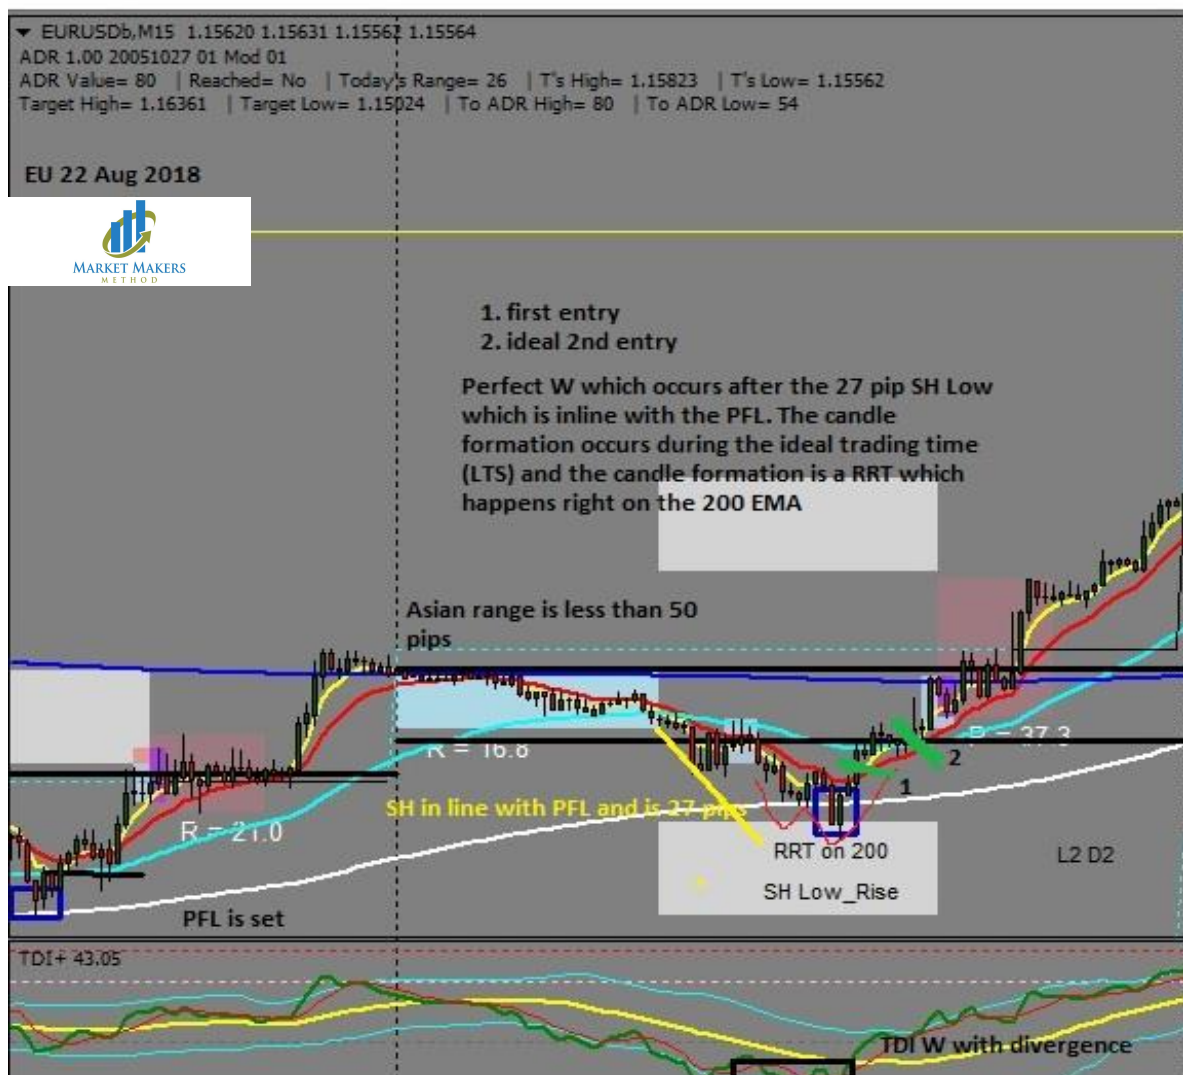 EURUSDb,M15 1.15620 1.15631 1.15562 1.15564
ADR 1.00 20051027 01 Mod 01
ADR Value= 80 | Reached= No | Today's Range= 26 | T's High= 1.15823 | T's Low= 1.15562
Target High= 1.16361 | Target Low= 1.15024 | To ADR High= 80 | To ADR Low= 54
EU 22 Aug 2018
MARKET MAKERS
METHOD
1. first entry
2. ideal 2nd entry
Perfect W which occurs after the 27 pip SH Low
which is inline with the PFL. The candle
formation occurs during the ideal trading time
(LTS) and the candle formation is a RRT which
happens right on the 200 EMA
Asian range is less than 50
pips
R = 16.8
R = 37.3
2
1
SH in line with PFL and is 27 pips
R = 21.0
RRT on 200
L2 D2
SH Low_Rise
PFL is set
TDI+ 43.05
TDI W with divergence